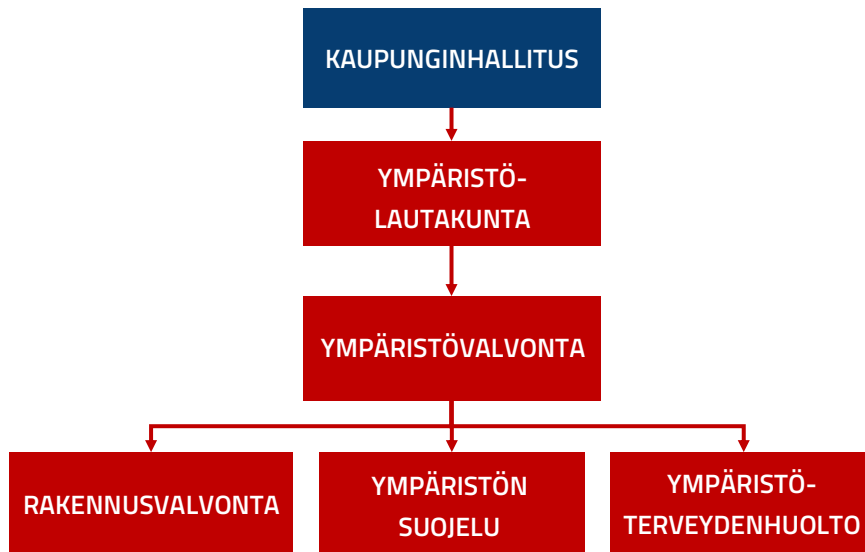 KAUPUNGINHALLITUS
YMPÄRISTÖ-
LAUTAKUNTA
YMPÄRISTÖVALVONTA
RAKENNUSVALVONTA
YMPÄRISTÖN
SUOJELU
YMPÄRISTÖ-
TERVEYDENHUOLTO